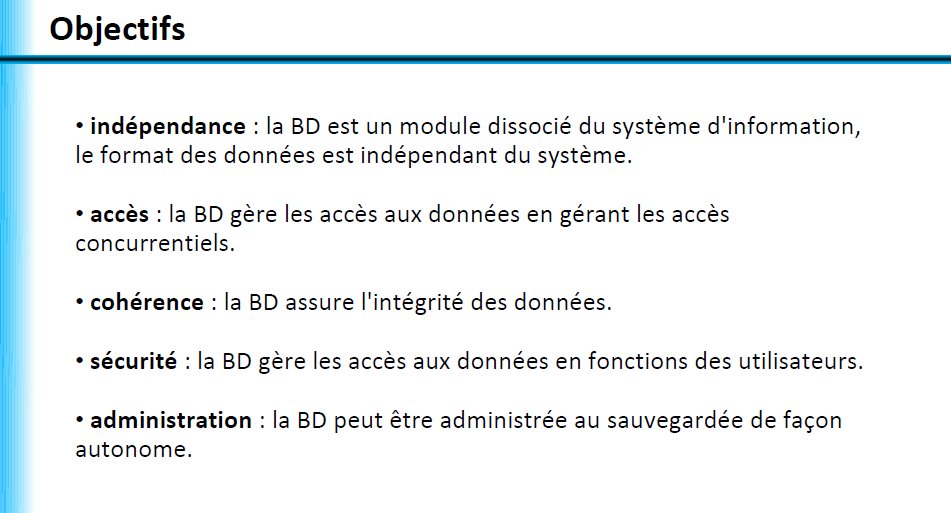 Objectifs
• indépendance : la BD est un module dissocié du système d'information,
le format des données est indépendant du système.
• accès : la BD gère les accès aux données en gérant les accès
concurrentiels.
• cohérence : la BD assure l'intégrité des données.
• sécurité : la BD gère les accès aux données en fonctions des utilisateurs.
• administration : la BD peut être administrée au sauvegardée de façon
autonome.